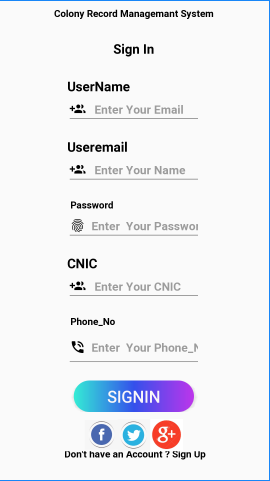 Colony Record Managemant System
Sign In
UserName
Enter Your Email
Useremail
Enter Your Name
Password
Enter Your Passwor
CNIC
Enter Your CNIC
Phone_No
Enter Your Phone_N
SIGNIN
f g+
Don't have an Account ? Sign Up